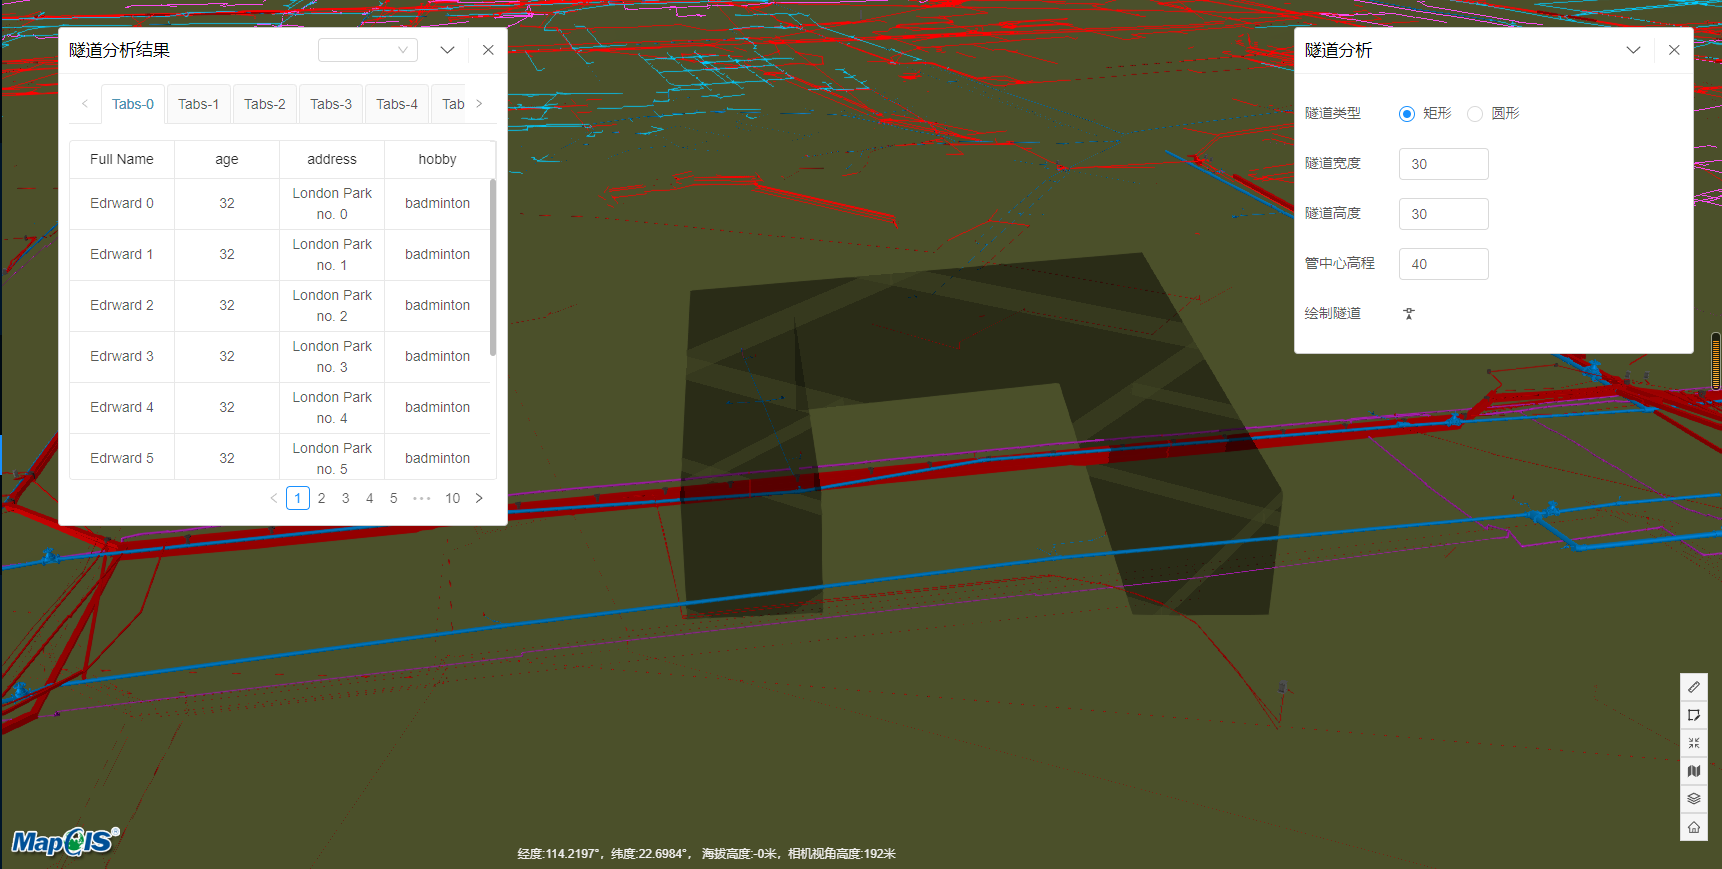 隧道分析结果
Tabs-0 Tabs-1 Tabs-2 Tabs-3 Tabs-4 Tab
Full Name age address hobby
Edrward 0 32 London Park no. 0 badminton
Edrward 1 32 London Park no. 1 badminton
Edrward 2 32 London Park no. 2 badminton
Edrward 3 32 London Park no. 3 badminton
Edrward 4 32 London Park no. 4 badminton
Edrward 5 32 London Park no. 5 badminton
1 2 3 4 5 ••• 10
隧道分析
隧道类型 矩形 圆形
隧道宽度 30
隧道高度 30
管中心高程 40
绘制隧道
MapGIS®
经度:114.2197°, 纬度:22.6984°, 海拔高度:-0米, 相机视角高度:192米